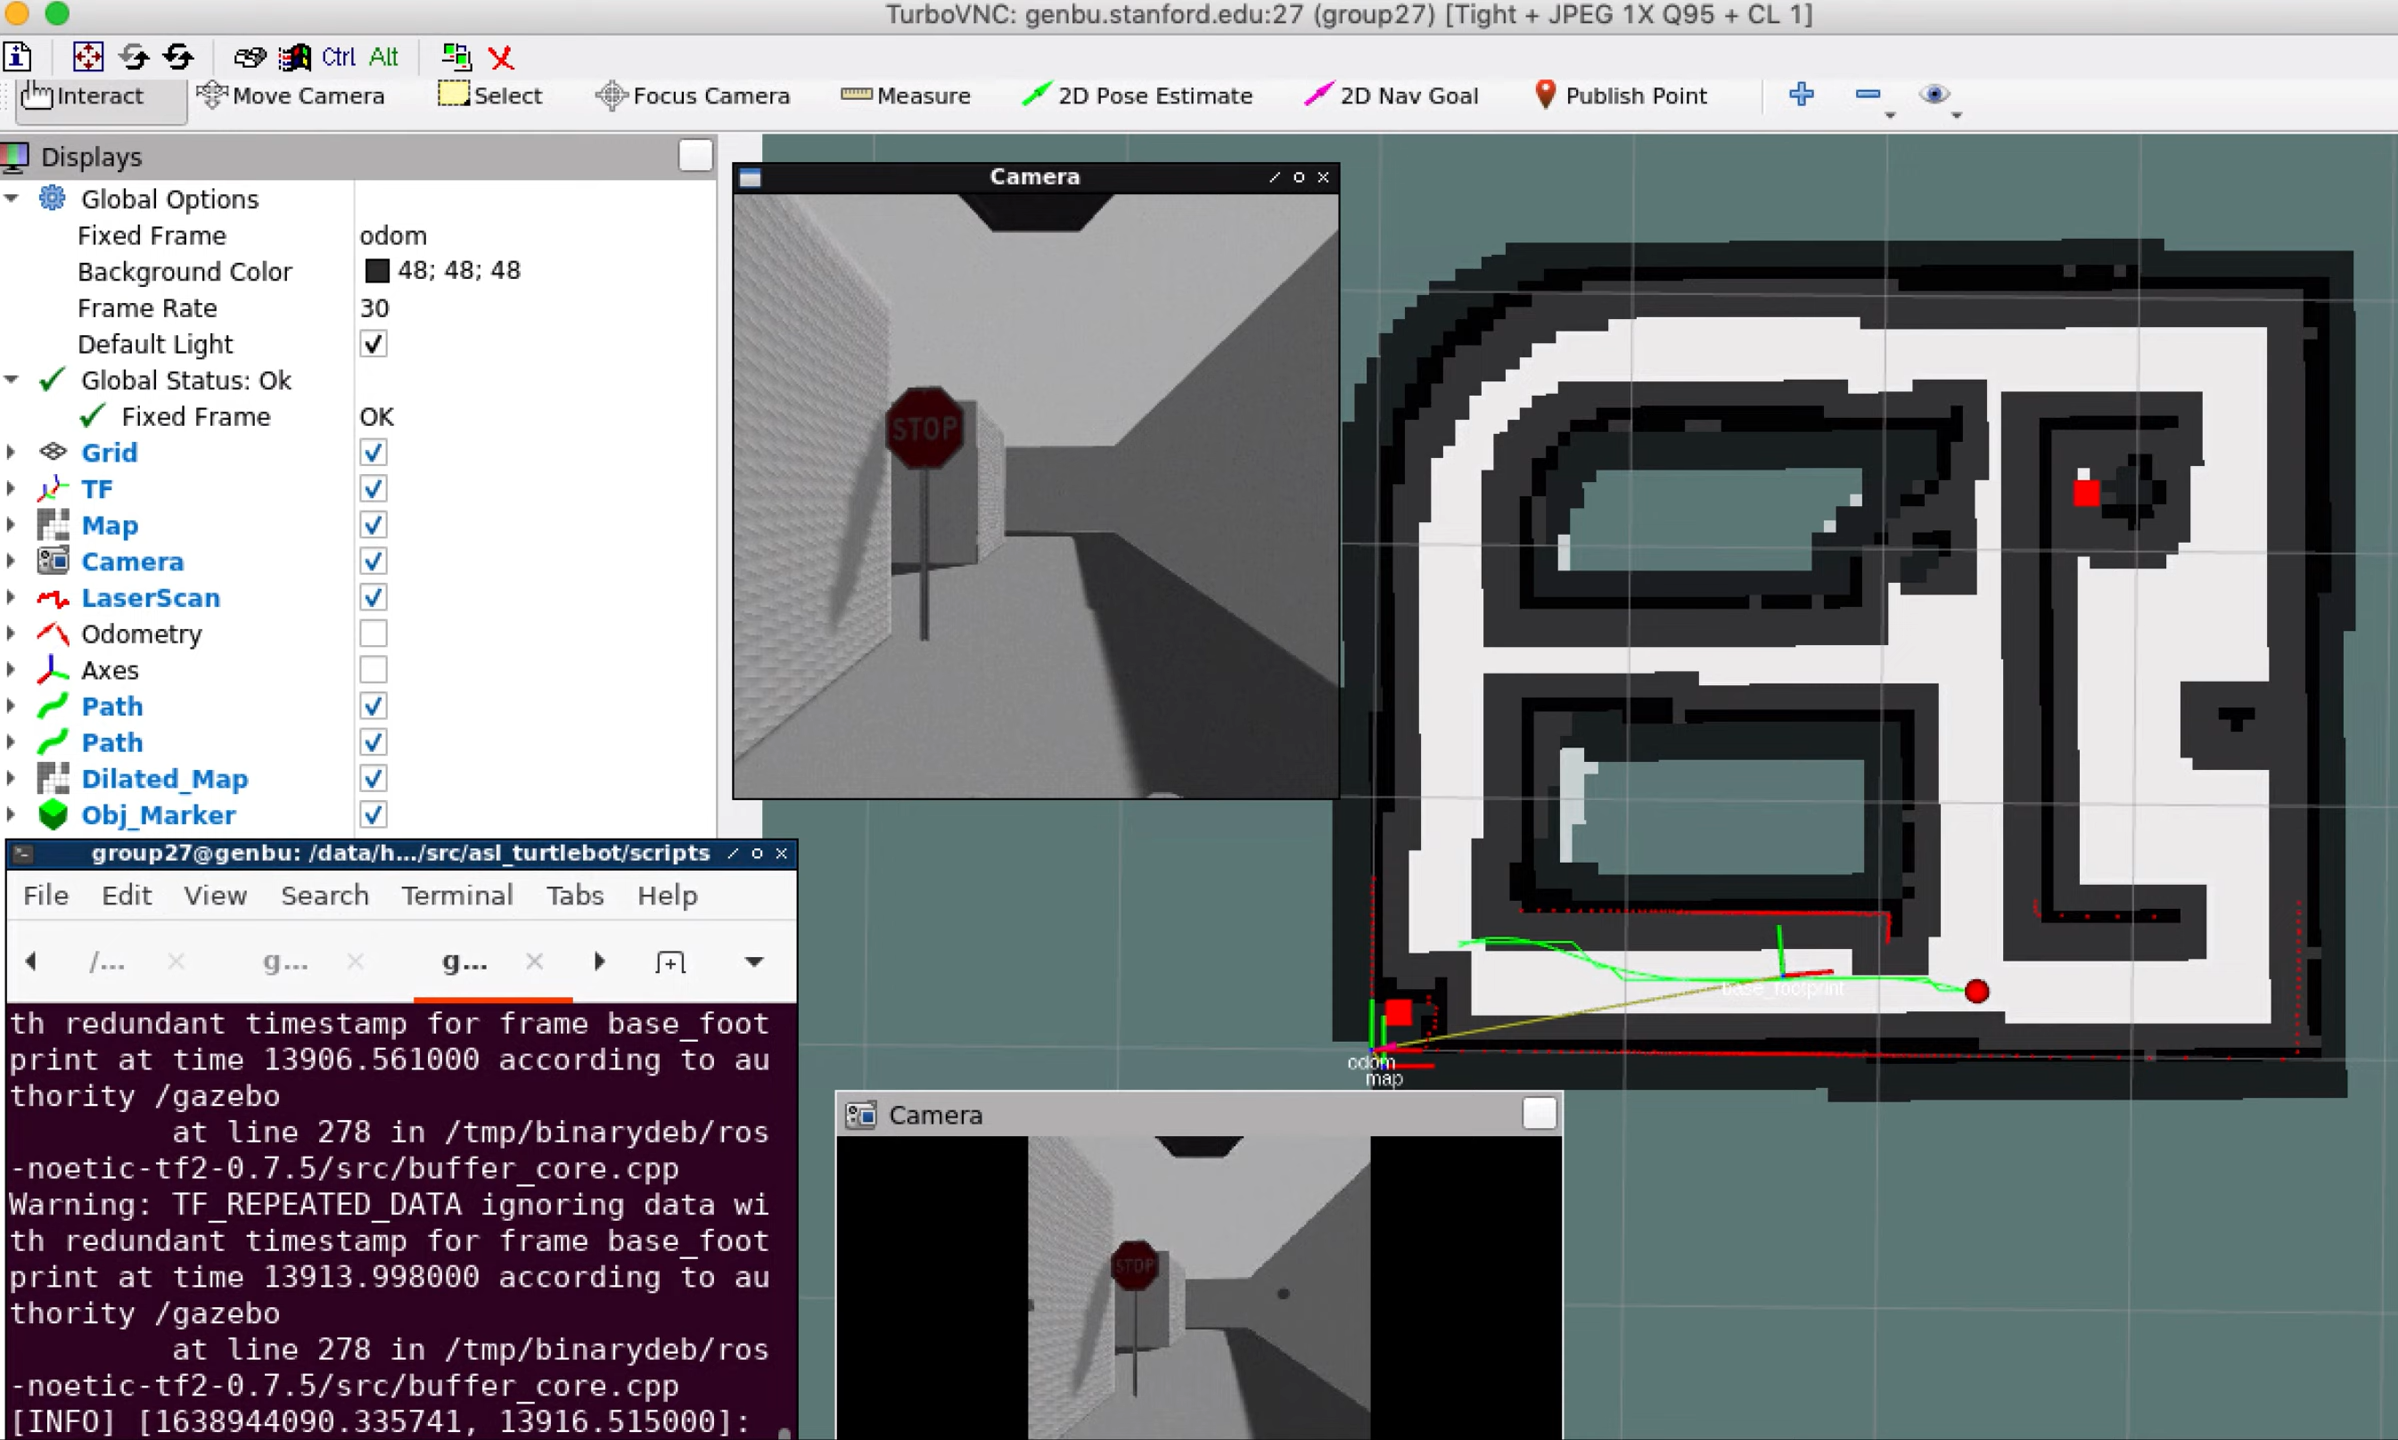 TurboVNC: genbu.stanford.edu:27 (group27) [Tight + JPEG 1X Q95 + CL 1]
Ctrl Alt
Interact Move Camera Select Focus Camera Measure 2D Pose Estimate 2D Nav Goal Publish Point
Displays
Global Options
Fixed Frame odom
Background Color 48; 48; 48
Frame Rate 30
Default Light
Global Status: Ok
Fixed Frame OK
Grid
TF
Map
Camera
LaserScan
Odometry
Axes
Path
Path
Dilated_Map
Obj_Marker
Camera
STOP
group27@genbu: /data/h.../src/asl_turtlebot/scripts
File Edit View Search Terminal Tabs Help
/... g... g...
th redundant timestamp for frame base_foot
print at time 13906.561000 according to au
thority /gazebo
at line 278 in /tmp/binarydeb/ros
-noetic-tf2-0.7.5/src/buffer_core.cpp
Warning: TF_REPEATED_DATA ignoring data wi
th redundant timestamp for frame base_foot
print at time 13913.998000 according to au
thority /gazebo
at line 278 in /tmp/binarydeb/ros
-noetic-tf2-0.7.5/src/buffer_core.cpp
[INFO] [1638944090.335741, 13916.515000]:
base_footprint
odom
map
Camera
STOP